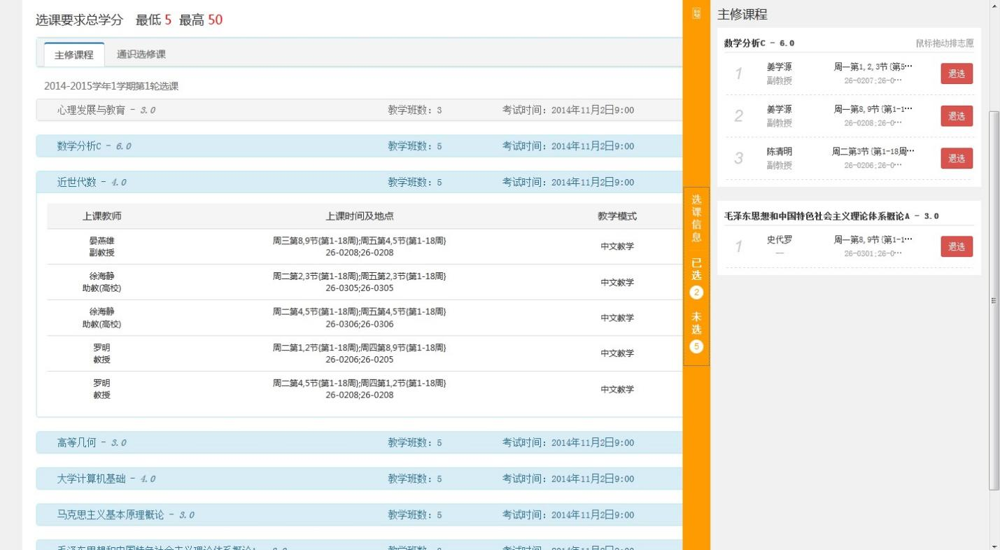 选课要求总学分 最低 5 最高 50
主修课程 通识选修课
2014-2015学年1学期第1轮选课
心理发展与教育 - 3.0 教学班数：3 考试时间：2014年11月2日9:00
数学分析C - 6.0 教学班数：5 考试时间：2014年11月2日9:00
近世代数 - 4.0 教学班数：5 考试时间：2014年11月2日9:00
上课教师 上课时间及地点 教学模式
晏燕雄 周三第8,9节{第1-18周};周五第4,5节{第1-18周} 中文教学
副教授 26-0208;26-0208
徐海静 周二第2,3节{第1-18周};周五第2,3节{第1-18周} 中文教学
助教(高校) 26-0305;26-0305
徐海静 周二第4,5节{第1-18周};周五第4,5节{第1-18周} 中文教学
助教(高校) 26-0306;26-0306
罗明 周二第1,2节{第1-18周};周四第8,9节{第1-18周} 中文教学
教授 26-0206;26-0205
罗明 周二第4,5节{第1-18周};周四第1,2节{第1-18周} 中文教学
教授 26-0208;26-0208
高等几何 - 3.0 教学班数：5 考试时间：2014年11月2日9:00
大学计算机基础 - 4.0 教学班数：5 考试时间：2014年11月2日9:00
马克思主义基本原理概论 - 3.0 教学班数：5 考试时间：2014年11月2日9:00
选课信息
已选 2
未选 5
主修课程
数学分析C - 6.0 鼠标拖动排志愿
1 姜学源 周一第1,2,3节{第5… 退选
副教授 26-0207;26-0…
2 姜学源 周一第8,9节{第1-1… 退选
副教授 26-0208;26-0…
3 陈清明 周二第3节{第1-18周… 退选
副教授 26-0206;26-0…
毛泽东思想和中国特色社会主义理论体系概论A - 3.0
1 史代罗 周一第8,9节{第1-1… 退选
— 26-0301;26-0…